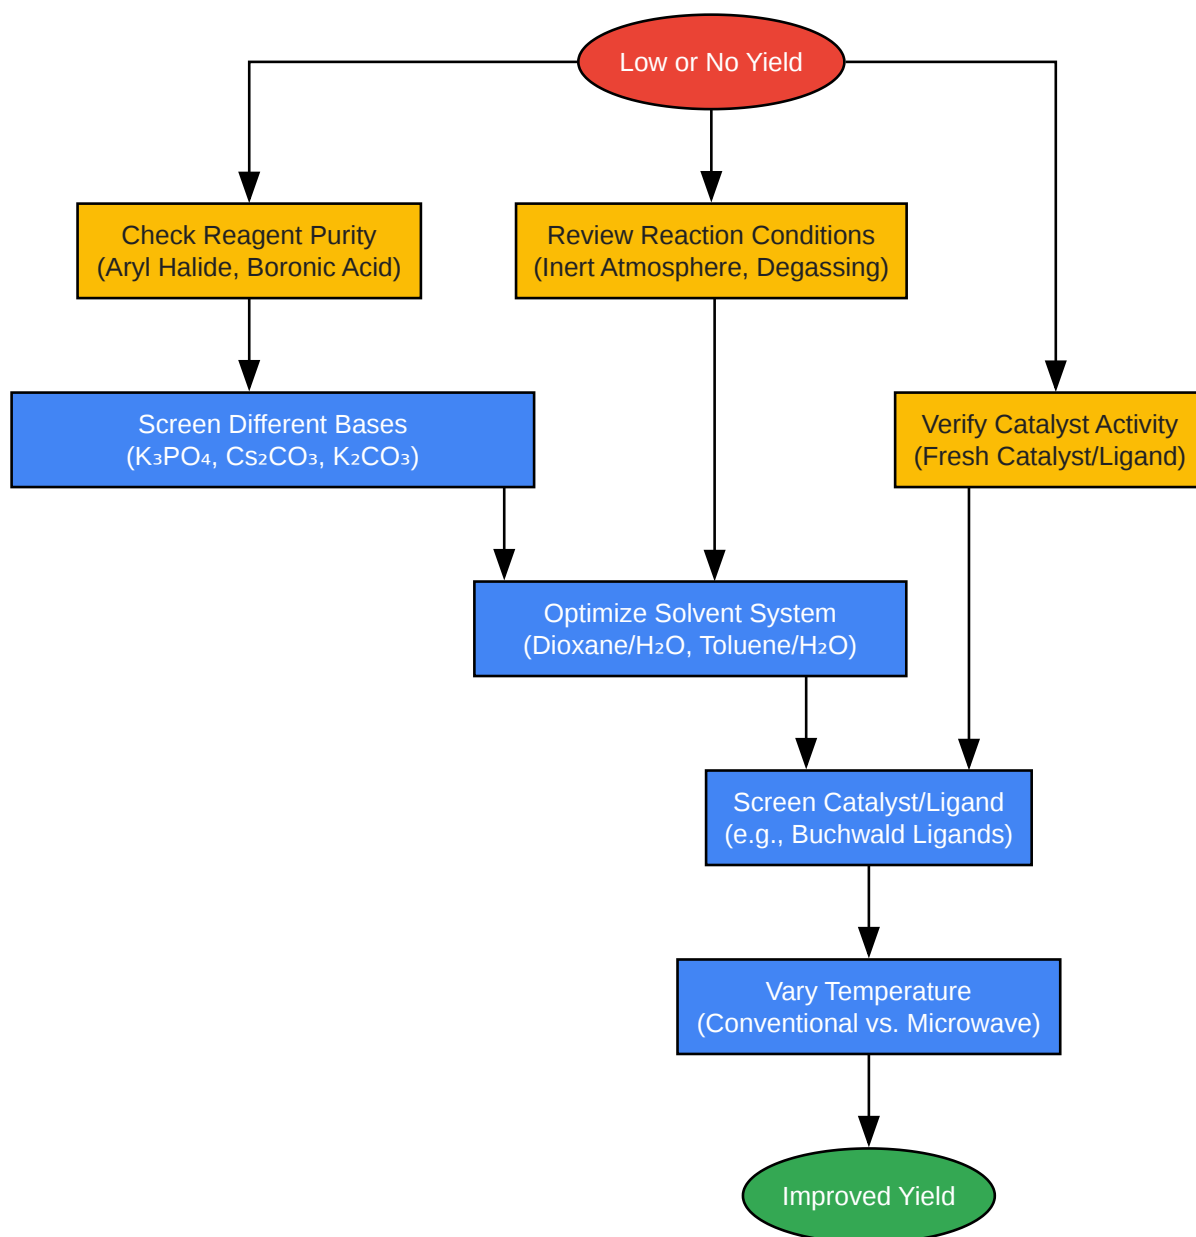 Low or No Yield
Check Reagent Purity
(Aryl Halide, Boronic Acid)
Review Reaction Conditions
(Inert Atmosphere, Degassing)
Screen Different Bases
(K₃PO₄, Cs₂CO₃, K₂CO₃)
Verify Catalyst Activity
(Fresh Catalyst/Ligand)
Optimize Solvent System
(Dioxane/H₂O, Toluene/H₂O)
Screen Catalyst/Ligand
(e.g., Buchwald Ligands)
Vary Temperature
(Conventional vs. Microwave)
Improved Yield